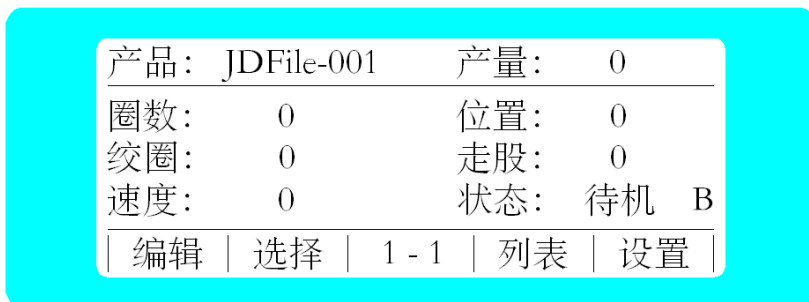 产品: JDFile-001 产量: 0
圈数: 0 位置: 0
绞圈: 0 走股: 0
速度: 0 状态: 待机 B
| 编辑 | 选择 | 1 - 1 | 列表 | 设置 |